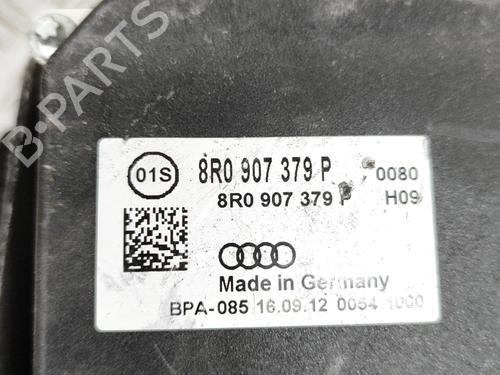 01S 8R0 907 379 P 0080
8R0 907 379 P H09
Made in Germany
BPA-085 16.09.12 0054 1000
B-PARTS